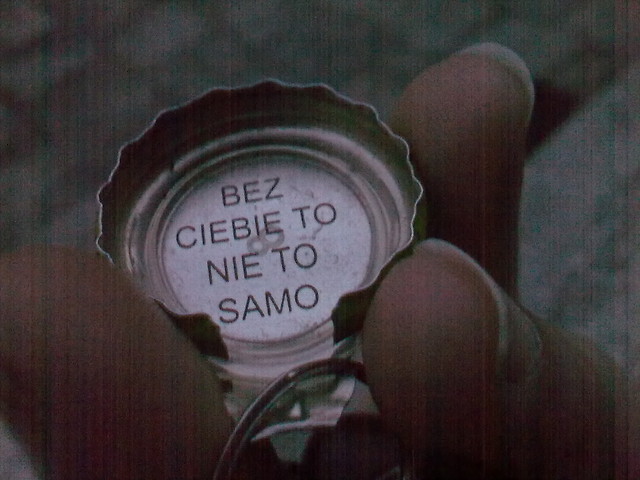 BEZ
CIEBIE TO
NIE TO
SAMO